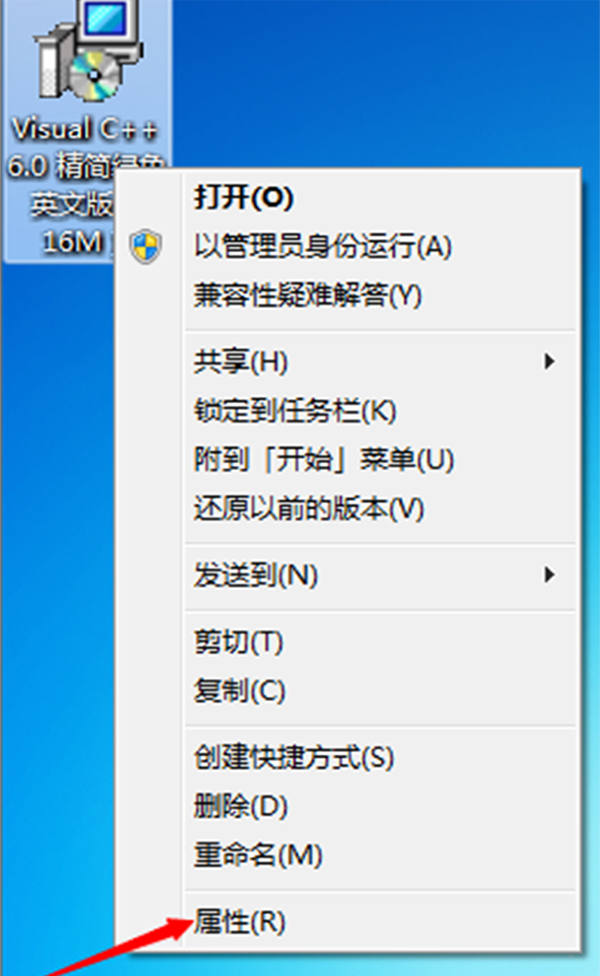 Visual C++
6.0 精简绿色
英文版
16M
打开(O)
以管理员身份运行(A)
兼容性疑难解答(Y)
共享(H)
锁定到任务栏(K)
附到「开始」菜单(U)
还原以前的版本(V)
发送到(N)
剪切(T)
复制(C)
创建快捷方式(S)
删除(D)
重命名(M)
属性(R)